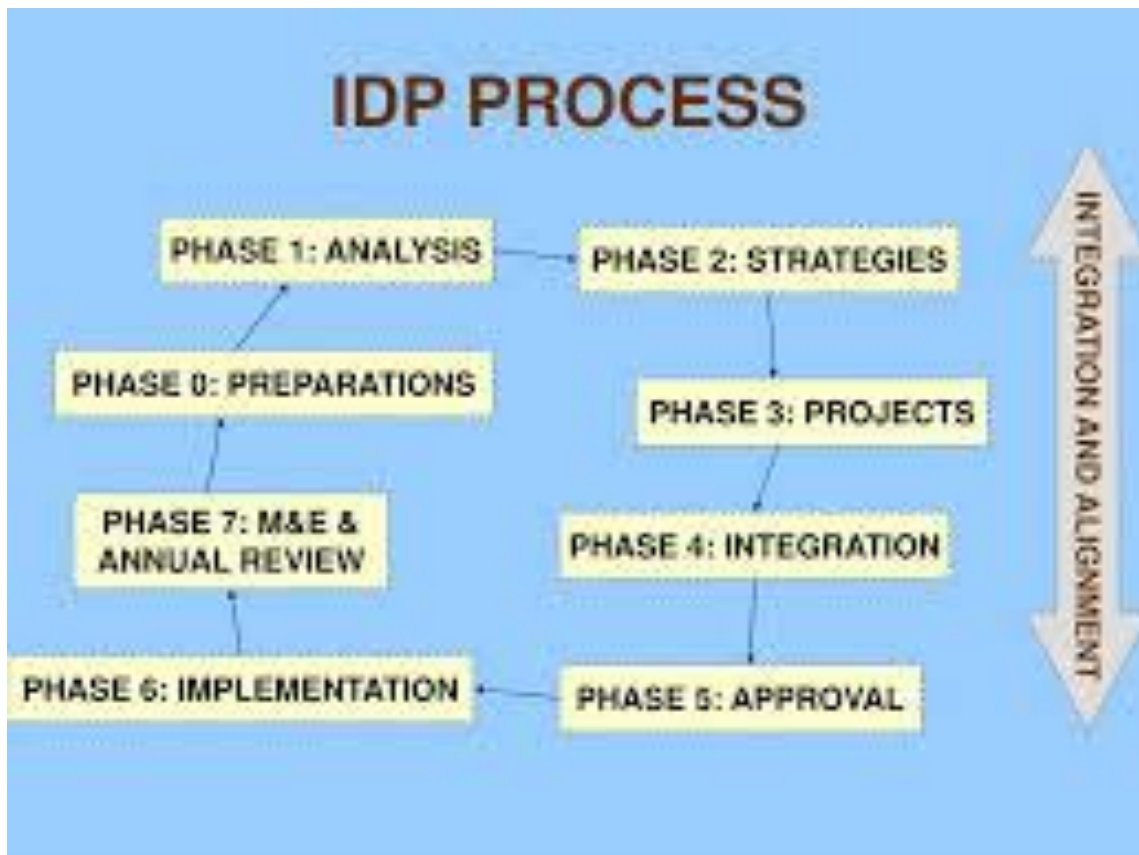 IDP PROCESS
PHASE 1: ANALYSIS
PHASE 2: STRATEGIES
PHASE 0: PREPARATIONS
PHASE 3: PROJECTS
PHASE 7: M&E &
ANNUAL REVIEW
PHASE 4: INTEGRATION
PHASE 6: IMPLEMENTATION
PHASE 5: APPROVAL
INTEGRATION AND ALIGNMENT